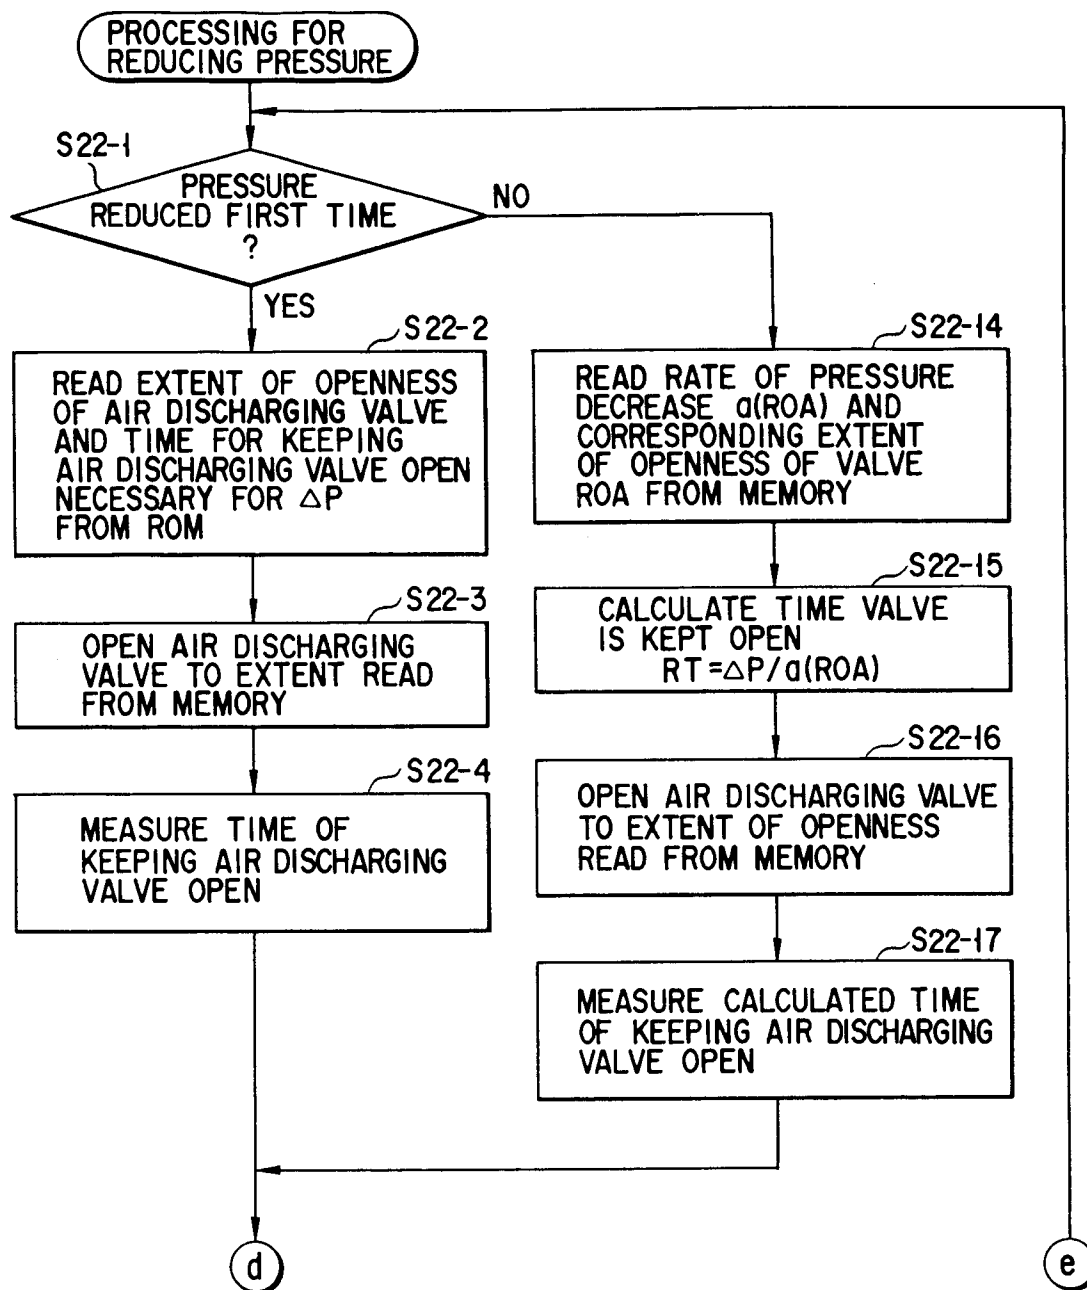 PROCESSING FOR
REDUCING PRESSURE
S22-1
PRESSURE
REDUCED FIRST TIME
?
NO
YES
S22-2
READ EXTENT OF OPENNESS
OF AIR DISCHARGING VALVE
AND TIME FOR KEEPING
AIR DISCHARGING VALVE OPEN
NECESSARY FOR △P
FROM ROM
S22-3
OPEN AIR DISCHARGING
VALVE TO EXTENT READ
FROM MEMORY
S22-4
MEASURE TIME OF
KEEPING AIR DISCHARGING
VALVE OPEN
S22-14
READ RATE OF PRESSURE
DECREASE a(ROA) AND
CORRESPONDING EXTENT
OF OPENNESS OF VALVE
ROA FROM MEMORY
S22-15
CALCULATE TIME VALVE
IS KEPT OPEN
RT=△P/a(ROA)
S22-16
OPEN AIR DISCHARGING VALVE
TO EXTENT OF OPENNESS
READ FROM MEMORY
S22-17
MEASURE CALCULATED TIME
OF KEEPING AIR DISCHARGING
VALVE OPEN
d
e